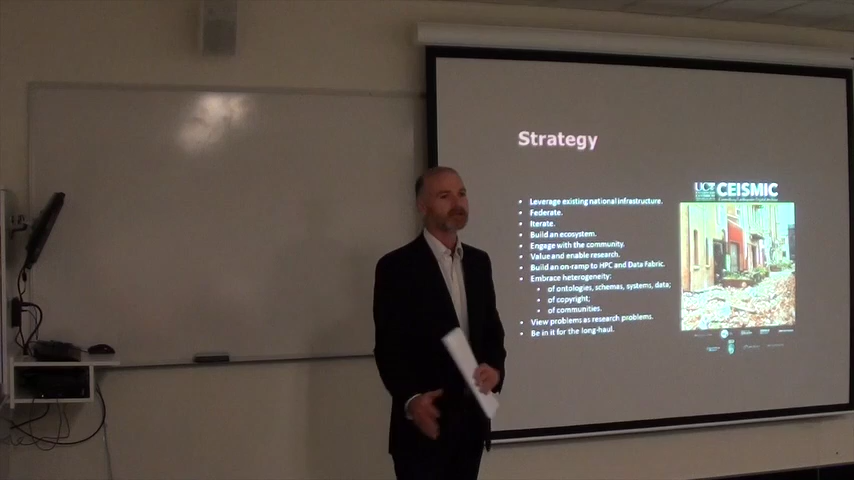 Strategy
• Leverage existing national infrastructure.
• Federate.
• Iterate.
• Build an ecosystem.
• Engage with the community.
• Value and enable research.
• Build an on-ramp to HPC and Data Fabric.
• Embrace heterogeneity:
• of ontologies, schemas, systems, data;
• of copyright;
• of communities.
• View problems as research problems.
• Be in it for the long-haul.
UC CEISMIC